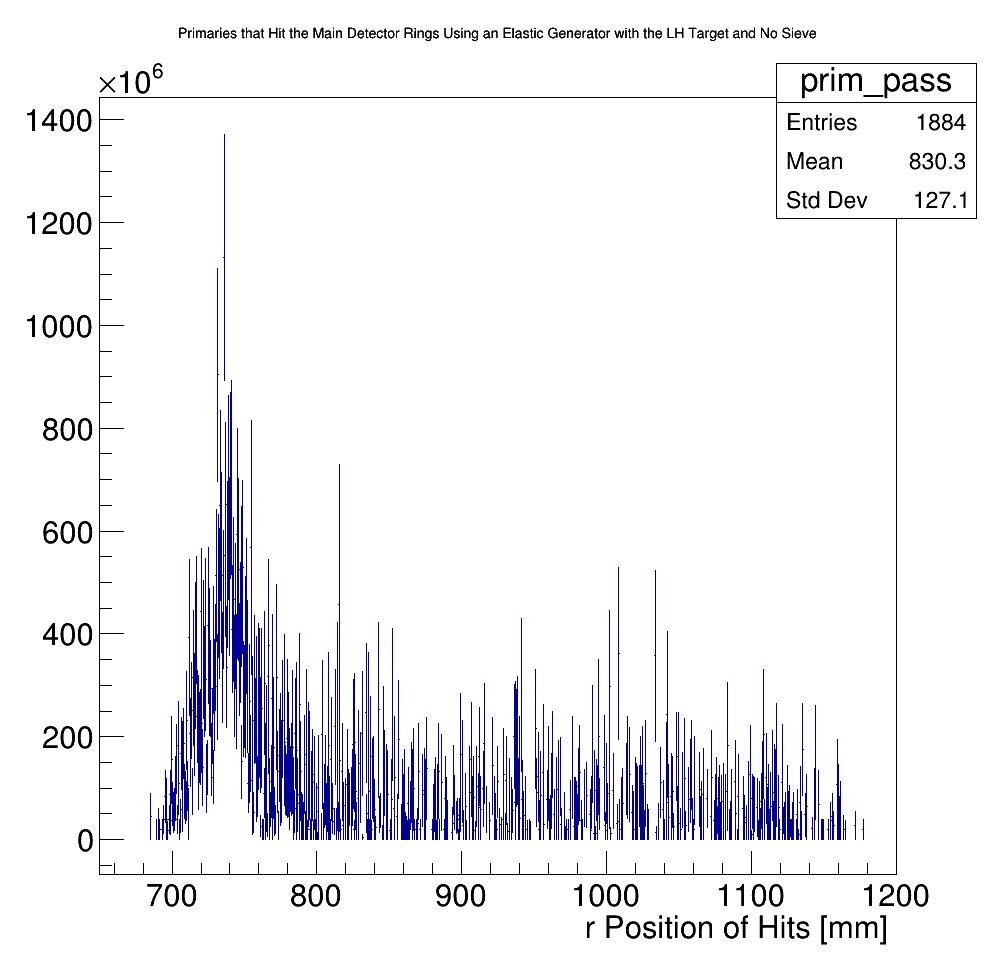 Primaries that Hit the Main Detector Rings Using an Elastic Generator with the LH Target and No Sieve
×10⁶
prim_pass
Entries 1884
Mean 830.3
Std Dev 127.1
1400
1200
1000
800
600
400
200
0
700 800 900 1000 1100 1200
r Position of Hits [mm]